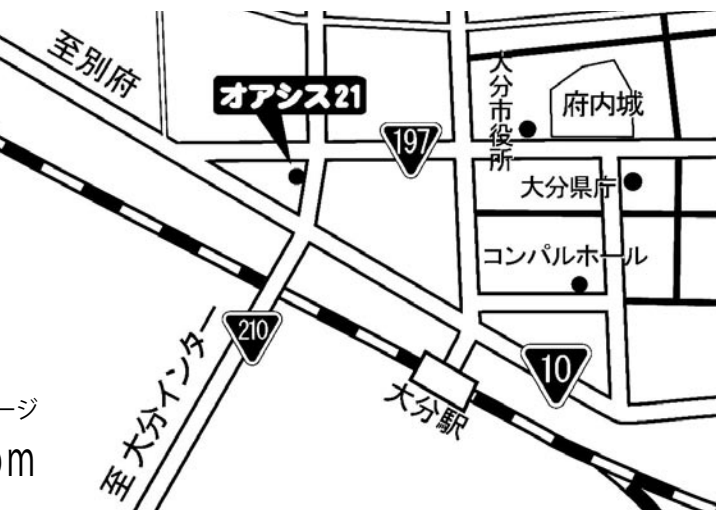 至別府
オアシス21
197
大分市役所
府内城
大分県庁
コンパルホール
210
10
大分駅
至大分インター
ージ
om